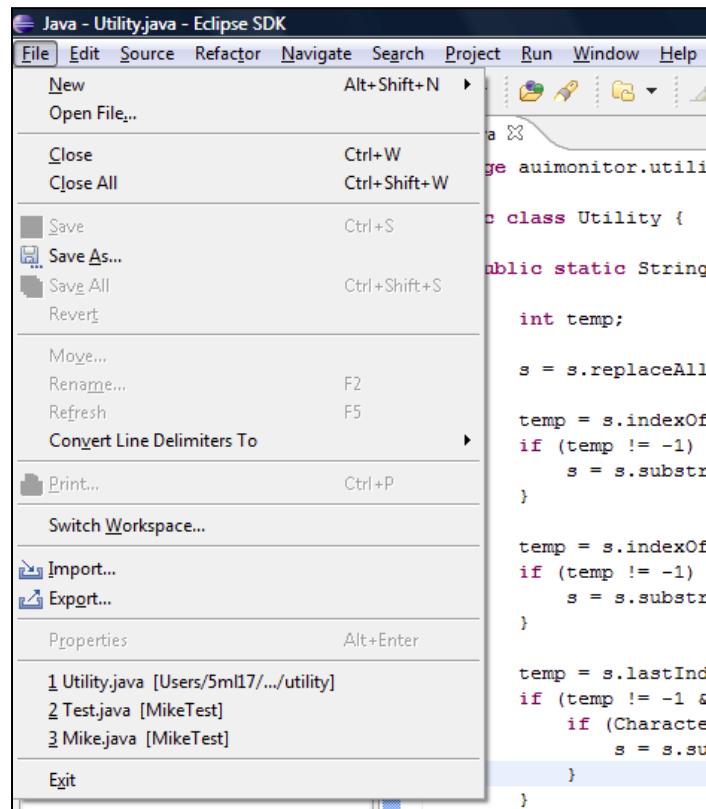 Java - Utility.java - Eclipse SDK
File Edit Source Refactor Navigate Search Project Run Window Help
New Alt+Shift+N
Open File...
Close Ctrl+W
Close All Ctrl+Shift+W
Save Ctrl+S
Save As...
Save All Ctrl+Shift+S
Revert
Move...
Rename... F2
Refresh F5
Convert Line Delimiters To
Print... Ctrl+P
Switch Workspace...
Import...
Export...
Properties Alt+Enter
1 Utility.java [Users/5ml17/.../utility]
2 Test.java [MikeTest]
3 Mike.java [MikeTest]
Exit
a
ge auimonitor.utili
c class Utility {
ublic static String
int temp;
s = s.replaceAll
temp = s.indexOf
if (temp != -1)
s = s.substr
}
temp = s.indexOf
if (temp != -1)
s = s.substr
}
temp = s.lastInd
if (temp != -1 &
if (Characte
s = s.su
}
}